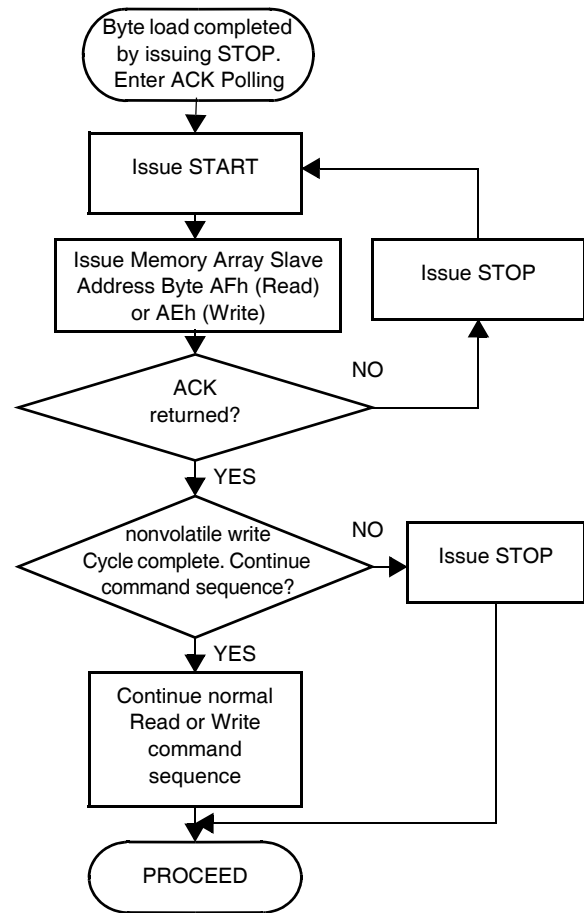 Byte load completed
by issuing STOP.
Enter ACK Polling
Issue START
Issue Memory Array Slave
Address Byte AFh (Read)
or AEh (Write)
Issue STOP
ACK
returned?
NO
YES
nonvolatile write
Cycle complete. Continue
command sequence?
NO
Issue STOP
YES
Continue normal
Read or Write
command
sequence
PROCEED